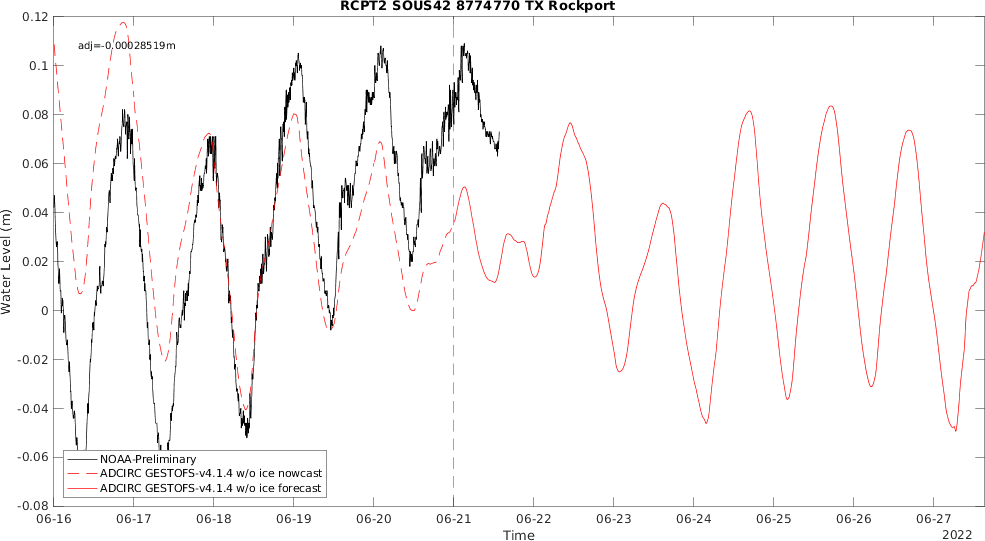 RCPT2 SOUS42 8774770 TX Rockport
adj=-0.00028519m
Water Level (m)
0.12
0.1
0.08
0.06
0.04
0.02
0
-0.02
-0.04
-0.06
-0.08
NOAA-Preliminary
ADCIRC GESTOFS-v4.1.4 w/o ice nowcast
ADCIRC GESTOFS-v4.1.4 w/o ice forecast
06-16 06-17 06-18 06-19 06-20 06-21 06-22 06-23 06-24 06-25 06-26 06-27
Time
2022